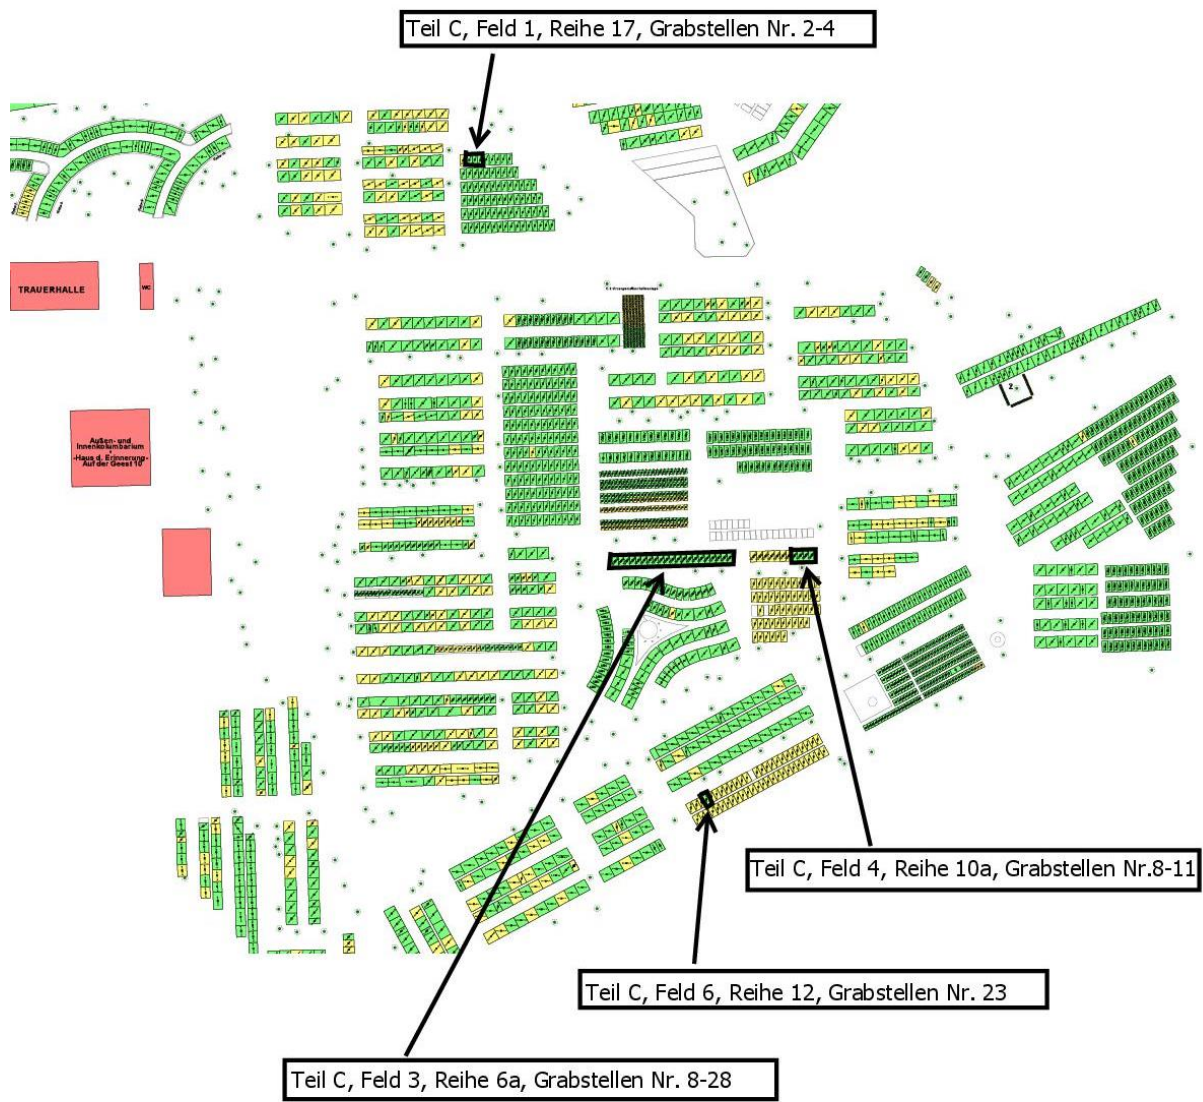 Teil C, Feld 1, Reihe 17, Grabstellen Nr. 2-4
TRAUERHALLE
WC
Außen- und
Innenkolumbarium
-Haus d. Erinnerung-
Auf der Geest 10
2
Teil C, Feld 4, Reihe 10a, Grabstellen Nr.8-11
Teil C, Feld 6, Reihe 12, Grabstellen Nr. 23
Teil C, Feld 3, Reihe 6a, Grabstellen Nr. 8-28